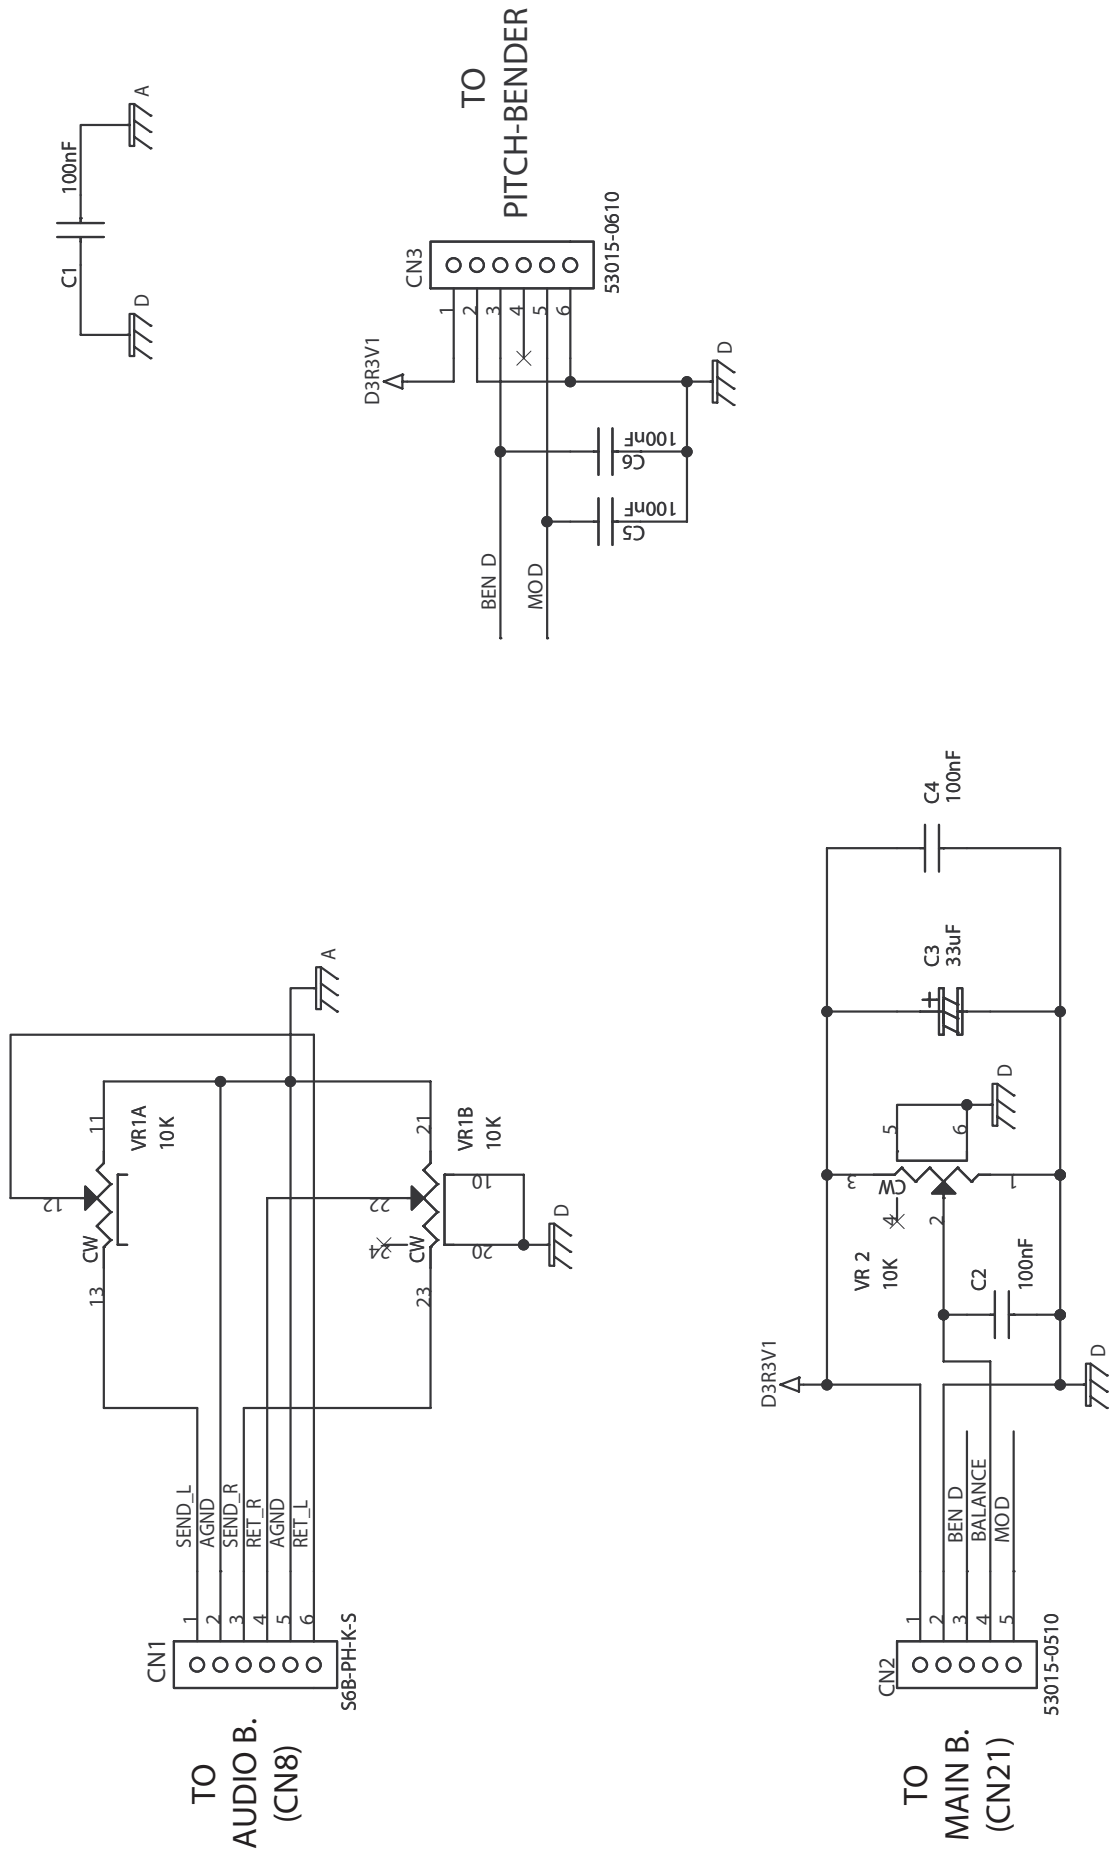 C1
100nF
D
A
TO
PITCH-BENDER
CN3
53015-0610
1
2
3
4
5
6
D3R3V1
BEN D
MOD
C6
100nF
C5
100nF
D
TO
AUDIO B.
(CN8)
CN1
S6B-PH-K-S
1
2
3
4
5
6
SEND_L
AGND
SEND_R
RET_R
AGND
RET_L
13
CW
12
11
VR1A
10K
A
23
CW
24
22
21
VR1B
10K
20
10
D
TO
MAIN B.
(CN21)
CN2
53015-0510
1
2
3
4
5
BEN D
BALANCE
MOD
D3R3V1
VR 2
10K
4
CW
3
2
1
5
6
D
C2
100nF
C3
33uF
+
C4
100nF
D